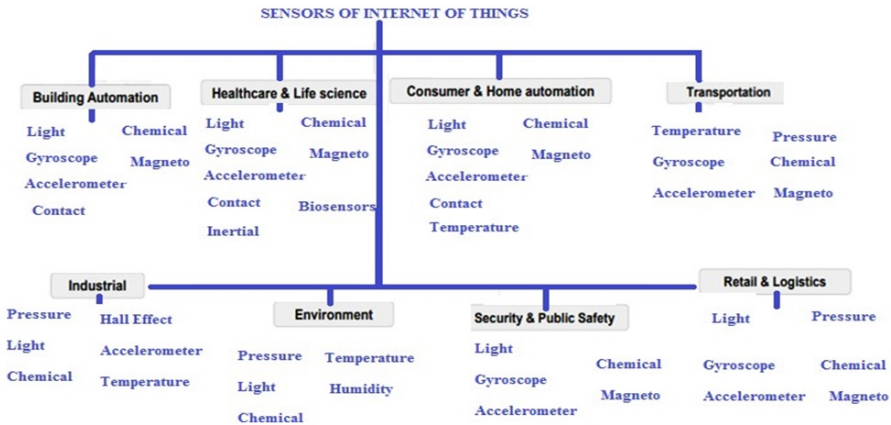 SENSORS OF INTERNET OF THINGS
Building Automation
Light
Chemical
Gyroscope
Magneto
Accelerometer
Contact
Healthcare & Life science
Light
Chemical
Gyroscope
Magneto
Accelerometer
Contact
Biosensors
Inertial
Consumer & Home automation
Light
Chemical
Gyroscope
Magneto
Accelerometer
Contact
Temperature
Transportation
Temperature
Pressure
Gyroscope
Chemical
Accelerometer
Magneto
Industrial
Pressure
Hall Effect
Light
Accelerometer
Chemical
Temperature
Environment
Pressure
Temperature
Light
Humidity
Chemical
Security & Public Safety
Light
Chemical
Gyroscope
Magneto
Accelerometer
Retail & Logistics
Light
Pressure
Gyroscope
Chemical
Accelerometer
Magneto